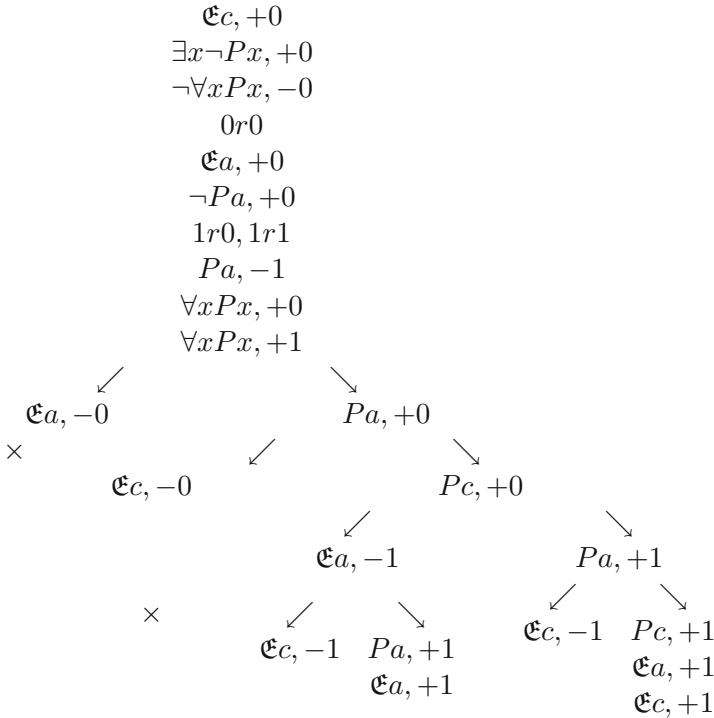 𝕰c, +0
∃x¬Px, +0
¬∀xPx, −0
0r0
𝕰a, +0
¬Pa, +0
1r0, 1r1
Pa, −1
∀xPx, +0
∀xPx, +1
𝕰a, −0 Pa, +0
×
𝕰c, −0 Pc, +0
𝕰a, −1 Pa, +1
×
𝕰c, −1 Pa, +1 𝕰c, −1 Pc, +1
𝕰a, +1 𝕰a, +1
𝕰c, +1